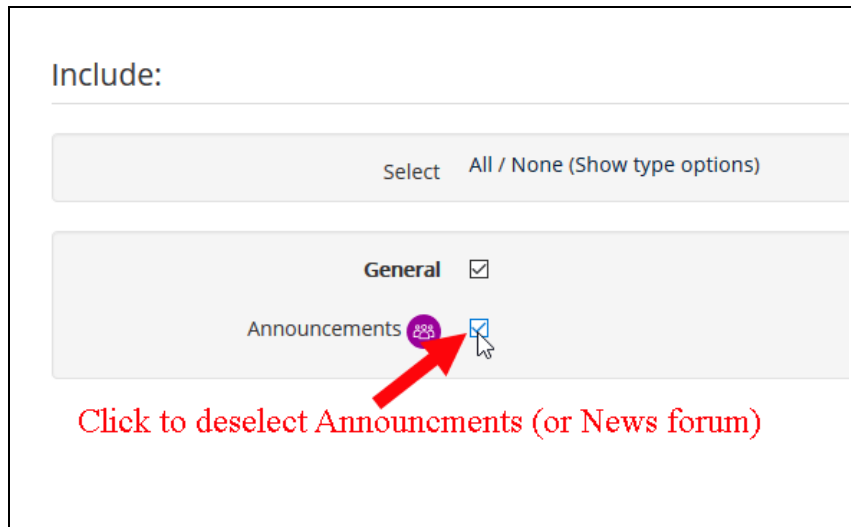 Include:
Select All / None (Show type options)
General
Announcements
Click to deselect Announcments (or News forum)